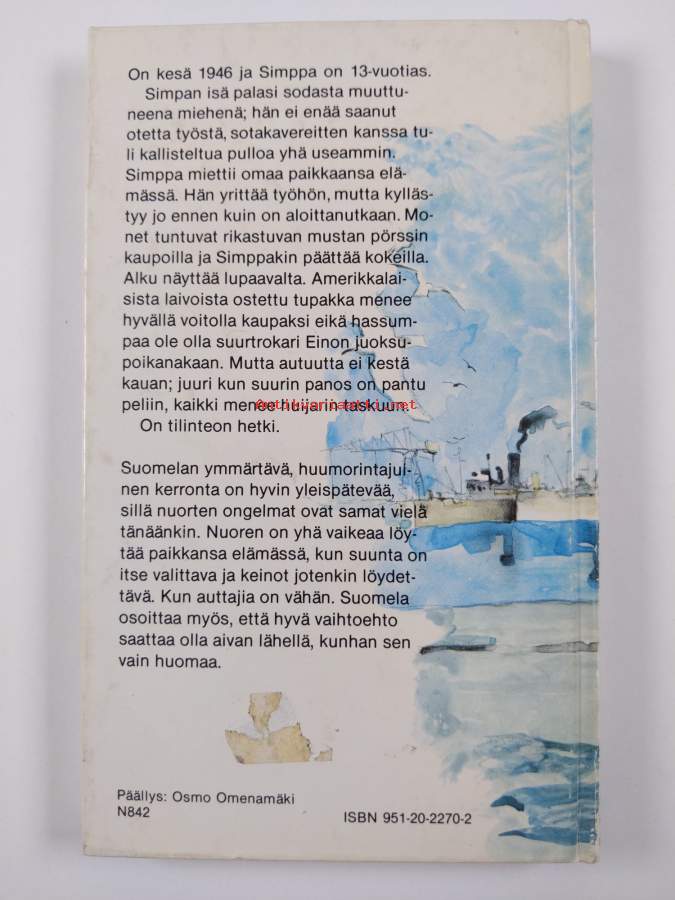 On kesä 1946 ja Simppa on 13-vuotias.
Simpan isä palasi sodasta muuttu-
neena miehenä; hän ei enää saanut
otetta työstä, sotakavereitten kanssa tu-
li kallisteltua pulloa yhä useammin.
Simppa miettii omaa paikkaansa elä-
mässä. Hän yrittää työhön, mutta kylläs-
tyy jo ennen kuin on aloittanutkaan. Mo-
net tuntuvat rikastuvan mustan pörssin
kaupoilla ja Simppakin päättää kokeilla.
Alku näyttää lupaavalta. Amerikkalai-
sista laivoista ostettu tupakka menee
hyvällä voitolla kaupaksi eikä hassum-
paa ole olla suurtrokari Einon juoksu-
poikanakaan. Mutta autuutta ei kestä
kauan; juuri kun suurin panos on pantu
peliin, kaikki menee huijarin taskuun.
Antikvariaatti.net
On tilinteon hetki.
Suomelan ymmärtävä, huumorintajui-
nen kerronta on hyvin yleispätevää,
sillä nuorten ongelmat ovat samat vielä
tänäänkin. Nuoren on yhä vaikeaa löy-
tää paikkansa elämässä, kun suunta on
itse valittava ja keinot jotenkin löydet-
tävä. Kun auttajia on vähän. Suomela
osoittaa myös, että hyvä vaihtoehto
saattaa olla aivan lähellä, kunhan sen
vain huomaa.
Päällys: Osmo Omenamäki
N842
ISBN 951-20-2270-2